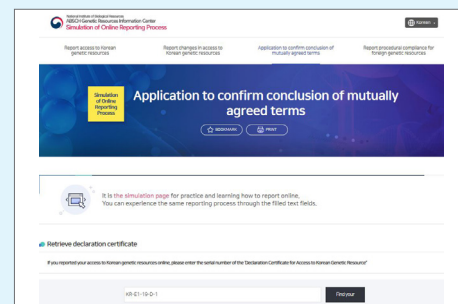 National Institute of Biological Resources
ABSCH Genetic Resources Information Center
Simulation of Online Reporting Process
Korean
Report access to Korean
genetic resources
Report changes in access to
Korean genetic resources
Application to confirm conclusion of
mutually agreed terms
Report procedural compliance for
foreign genetic resources
Simulation
of Online
Reporting
Process
Application to confirm conclusion of mutually
agreed terms
BOOKMARK
PRINT
It is the simulation page for practice and learning how to report online.
You can experience the same reporting process through the filled text fields.
Retrieve declaration certificate
If you reported your access to Korean genetic resources online, please enter the serial number of the "Declaration Certificate for Access to Korean Genetic Resource"
KR-E1-19-D-1
Find your